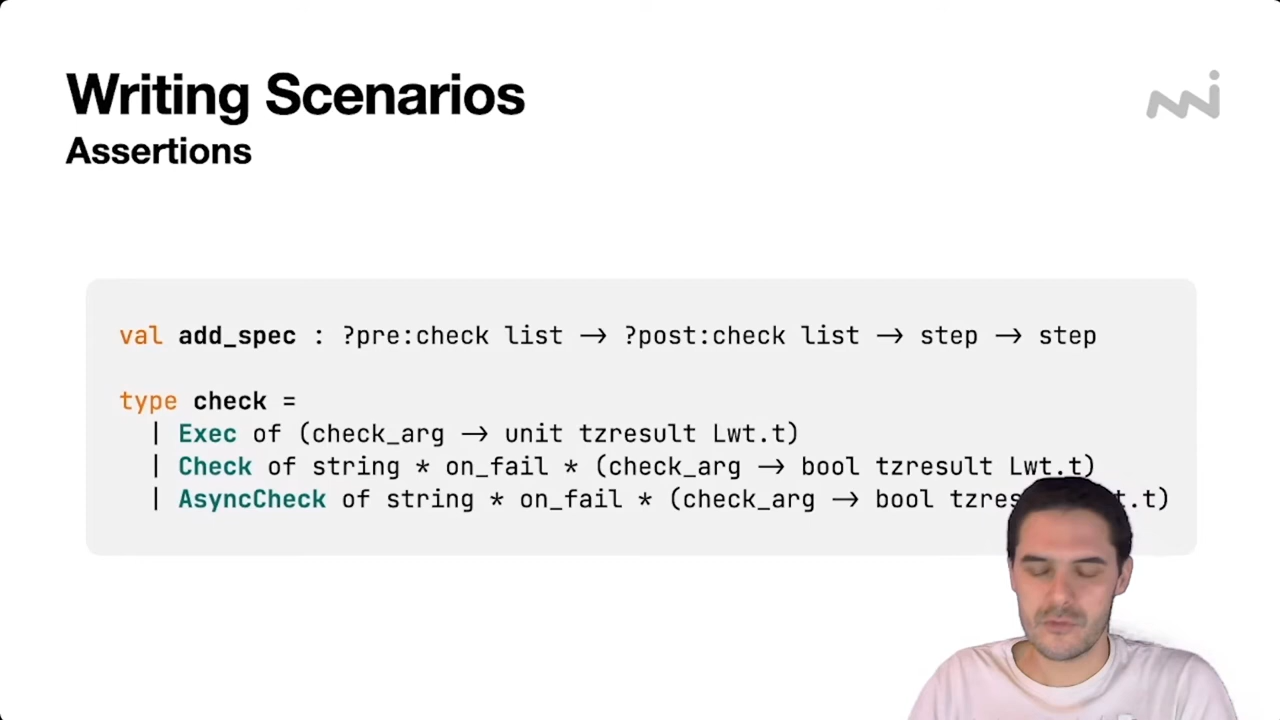 Writing Scenarios
Assertions
val add_spec : ?pre:check list -> ?post:check list -> step -> step
type check =
| Exec of (check_arg -> unit tzresult Lwt.t)
| Check of string * on_fail * (check_arg -> bool tzresult Lwt.t)
| AsyncCheck of string * on_fail * (check_arg -> bool